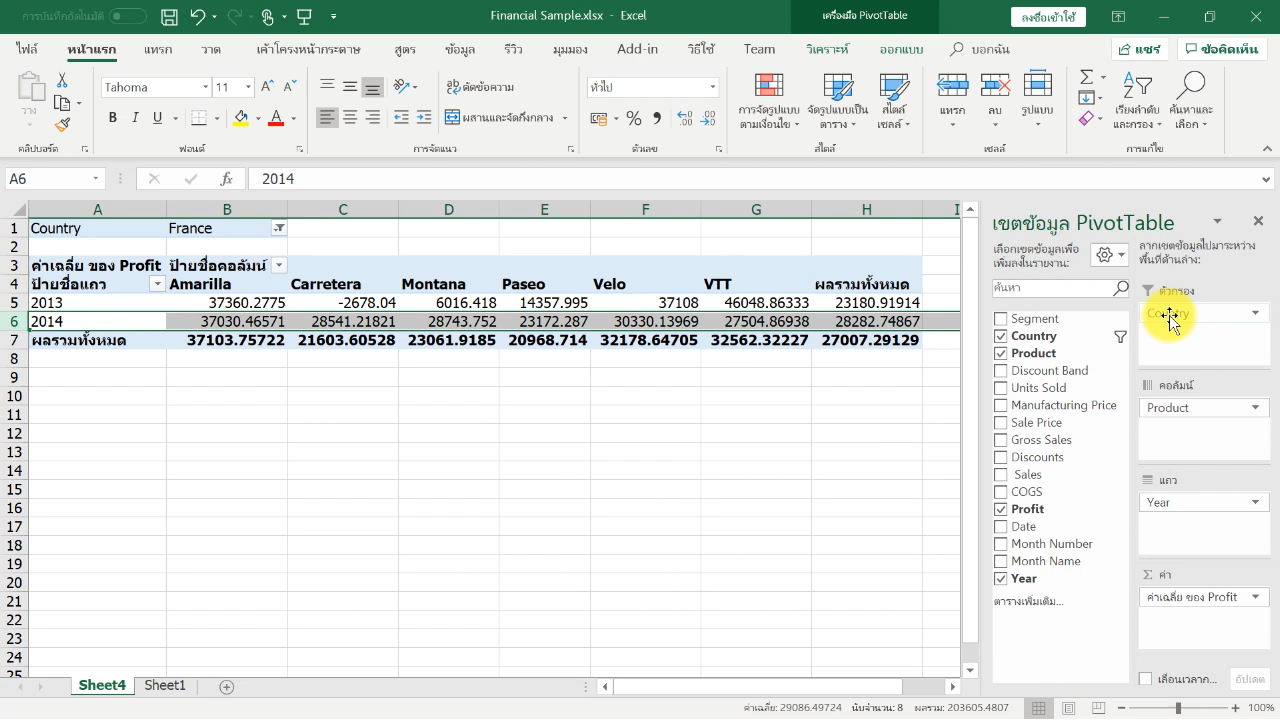 การบันทึกอัตโนมัติ
Financial Sample.xlsx - Excel
เครื่องมือ PivotTable
ลงชื่อเข้าใช้
ไฟล์ หน้าแรก แทรก วาด เค้าโครงหน้ากระดาษ สูตร ข้อมูล รีวิว มุมมอง Add-in วิธีใช้ Team วิเคราะห์ ออกแบบ บอกฉัน
แชร์ ข้อคิดเห็น
วาง
Tahoma 11
B I U
ตัดข้อความ
ผสานและจัดกึ่งกลาง
ทั่วไป
การจัดรูปแบบตามเงื่อนไข
จัดรูปแบบเป็นตาราง
สไตล์เซลล์
แทรก ลบ รูปแบบ
เรียงลำดับและกรอง
ค้นหาและเลือก
คลิปบอร์ด ฟอนต์ การจัดแนว ตัวเลข สไตล์ เซลล์ การแก้ไข
A6 fx 2014
A B C D E F G H I
1 Country France
2
3 ค่าเฉลี่ย ของ Profit ป้ายชื่อคอลัมน์
4 ป้ายชื่อแถว Amarilla Carretera Montana Paseo Velo VTT ผลรวมทั้งหมด
5 2013 37360.2775 -2678.04 6016.418 14357.995 37108 46048.86333 23180.91914
6 2014 37030.46571 28541.21821 28743.752 23172.287 30330.13969 27504.86938 28282.74867
7 ผลรวมทั้งหมด 37103.75722 21603.60528 23061.9185 20968.714 32178.64705 32562.32227 27007.29129
8
9
10
11
12
13
14
15
16
17
18
19
20
21
22
23
24
25
เขตข้อมูล PivotTable
เลือกเขตข้อมูลเพื่อเพิ่มลงในรายงาน:
ค้นหา
Segment
Country
Product
Discount Band
Units Sold
Manufacturing Price
Sale Price
Gross Sales
Discounts
Sales
COGS
Profit
Date
Month Number
Month Name
Year
ตารางเพิ่มเติม...
ลากเขตข้อมูลไปมาระหว่างพื้นที่ด้านล่าง:
ตัวกรอง
Country
คอลัมน์
Product
แถว
Year
Σ ค่า
ค่าเฉลี่ย ของ Profit
เลื่อนเวลาก... อัปเดต
Sheet4 Sheet1
ค่าเฉลี่ย: 29086.49724 นับจำนวน: 8 ผลรวม: 203605.4807 100%